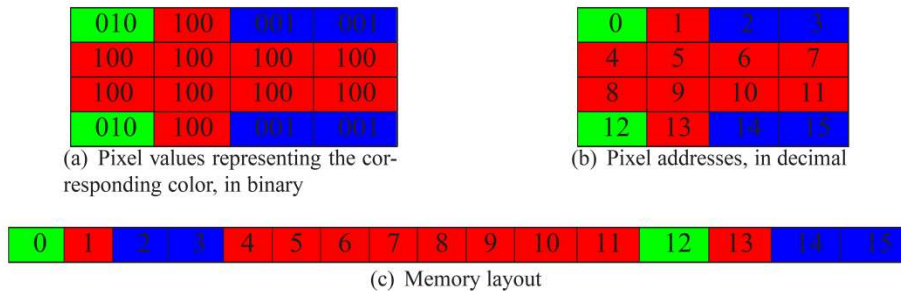 010 100 001 001
100 100 100 100
100 100 100 100
010 100 001 001
(a) Pixel values representing the cor-
responding color, in binary
0 1 2 3
4 5 6 7
8 9 10 11
12 13 14 15
(b) Pixel addresses, in decimal
0 1 2 3 4 5 6 7 8 9 10 11 12 13 14 15
(c) Memory layout